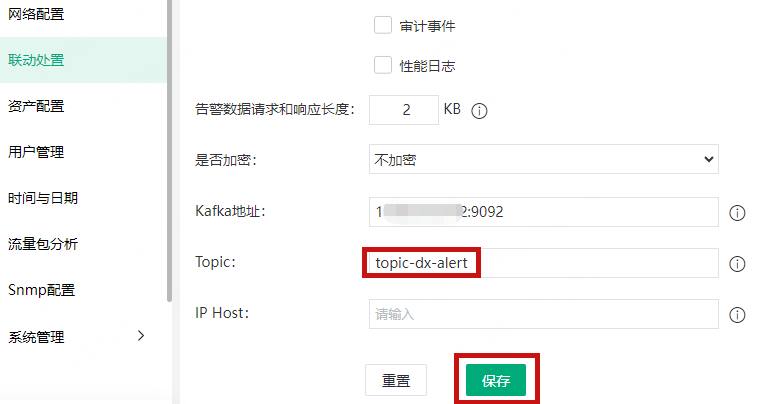 网络配置
联动处置
资产配置
用户管理
时间与日期
流量包分析
Snmp配置
系统管理
审计事件
性能日志
告警数据请求和响应长度： 2 KB
是否加密： 不加密
Kafka地址： 1 2:9092
Topic： topic-dx-alert
IP Host： 请输入
重置 保存